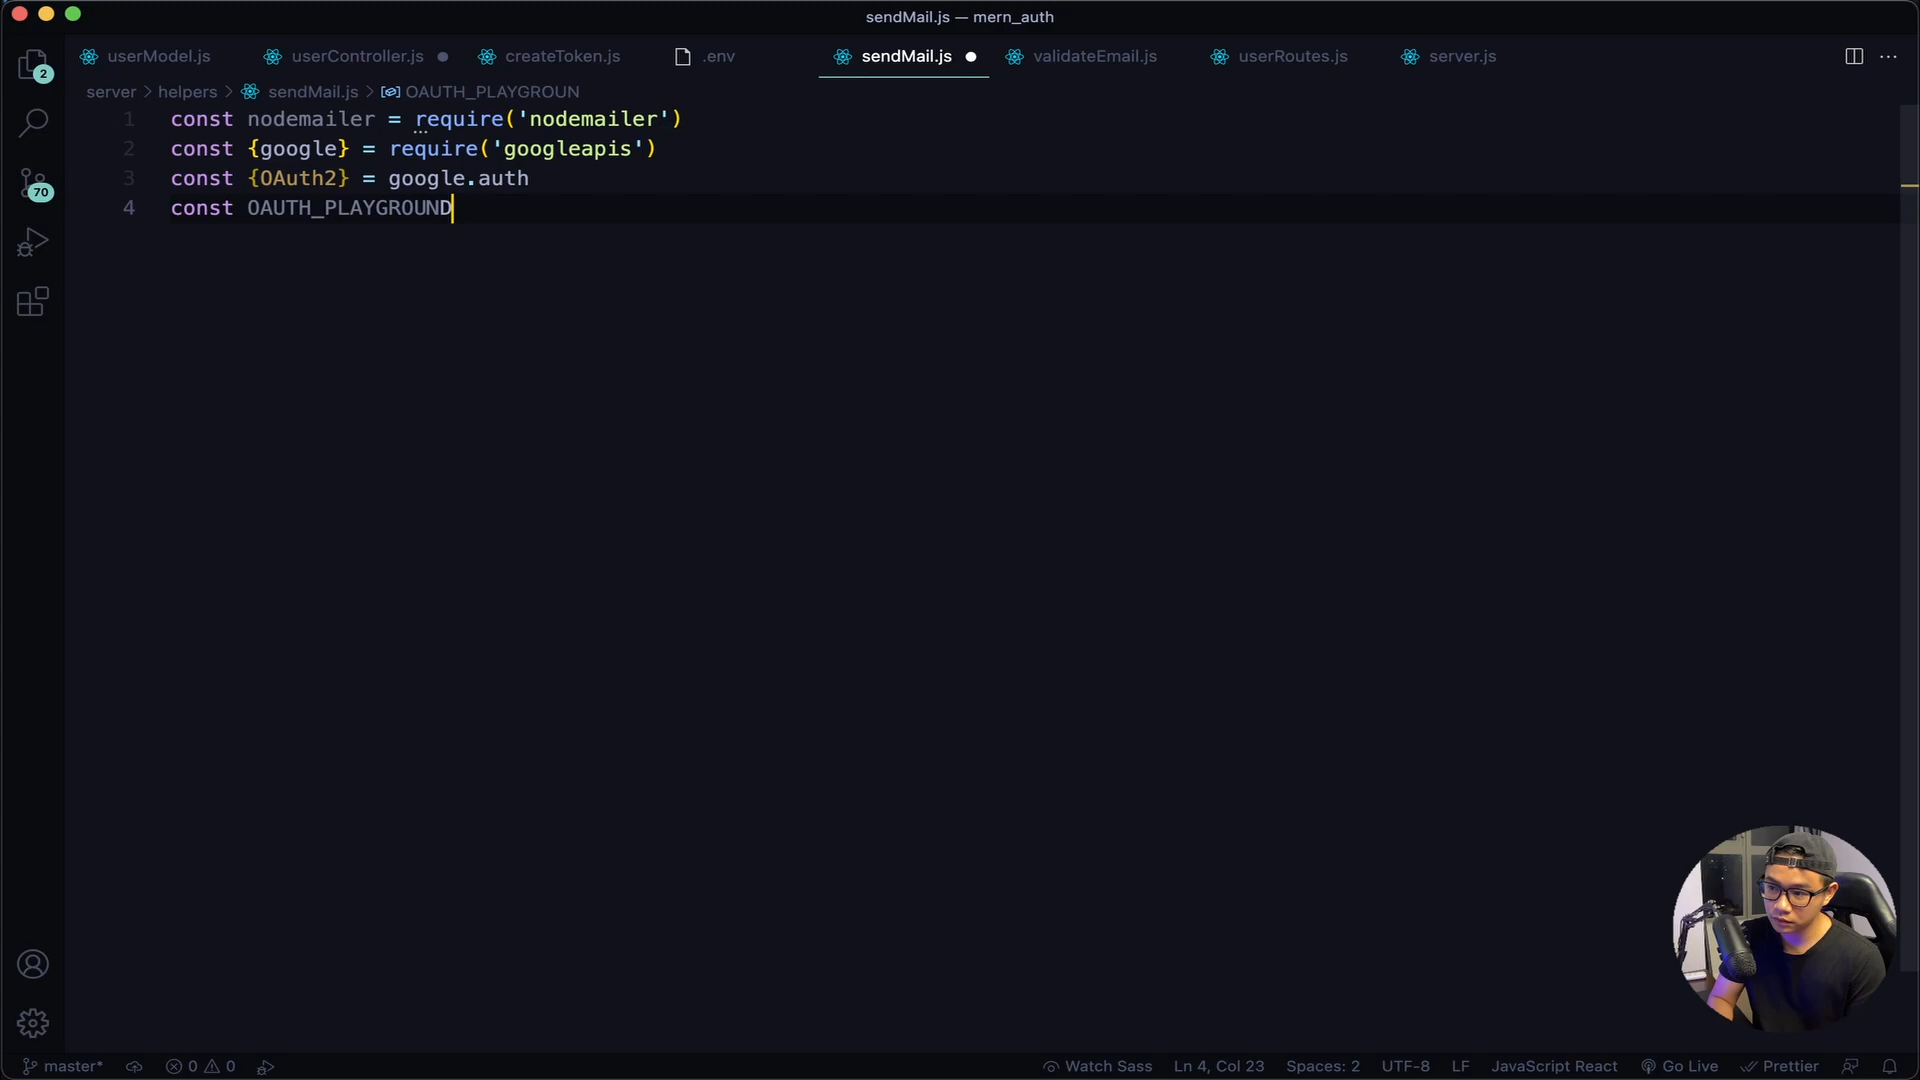 sendMail.js — mern_auth
userModel.js userController.js createToken.js .env sendMail.js validateEmail.js userRoutes.js server.js
server > helpers > sendMail.js > OAUTH_PLAYGROUN
1 const nodemailer = require('nodemailer')
2 const {google} = require('googleapis')
3 const {OAuth2} = google.auth
4 const OAUTH_PLAYGROUND
2
70
master* 0 0 Watch Sass Ln 4, Col 23 Spaces: 2 UTF-8 LF JavaScript React Go Live Prettier